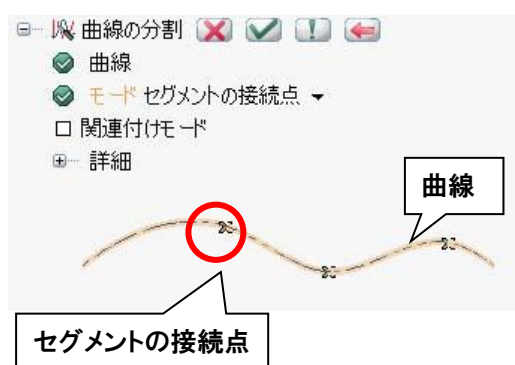 曲線の分割
曲線
モード セグメントの接続点
関連付けモード
詳細
曲線
セグメントの接続点